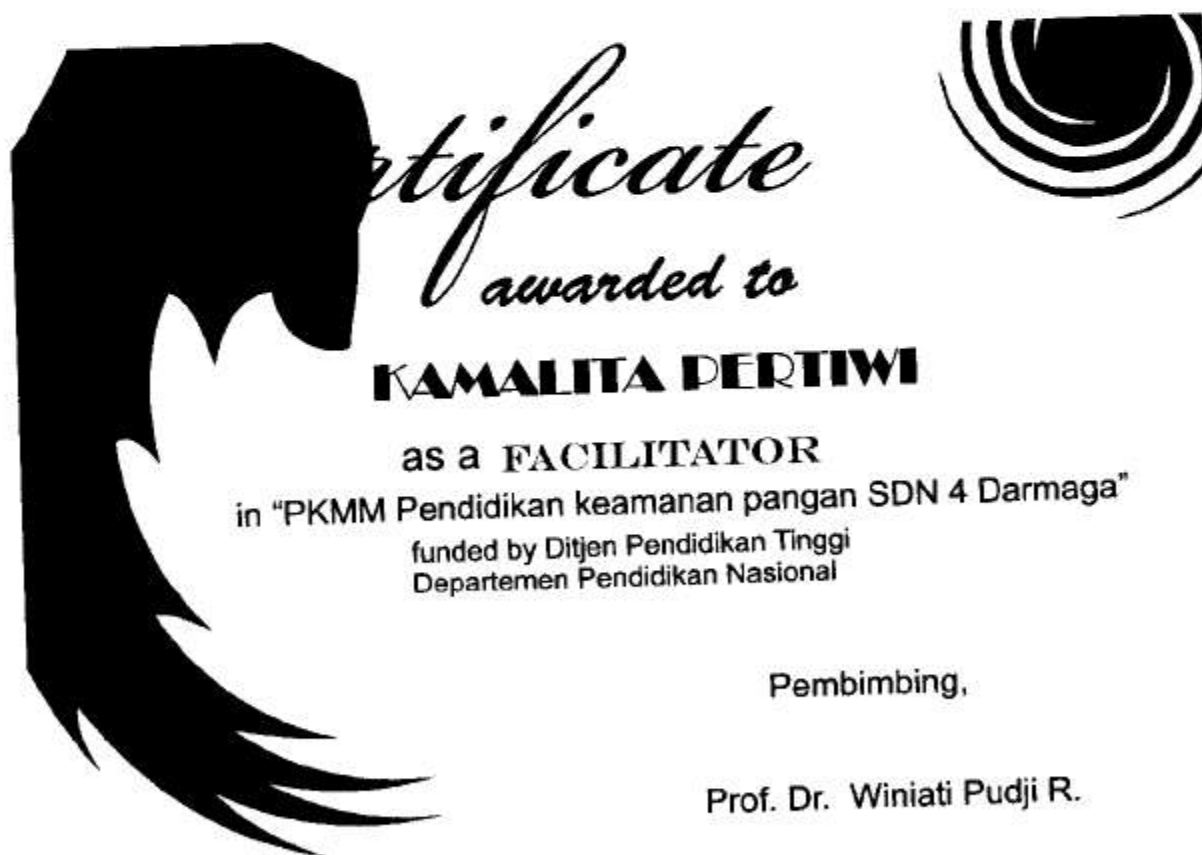 rtificate
awarded to
KAMALITA PERTIWI
as a FACILITATOR
in “PKMM Pendidikan keamanan pangan SDN 4 Darmaga”
funded by Ditjen Pendidikan Tinggi
Departemen Pendidikan Nasional
Pembimbing,
Prof. Dr. Winiati Pudji R.